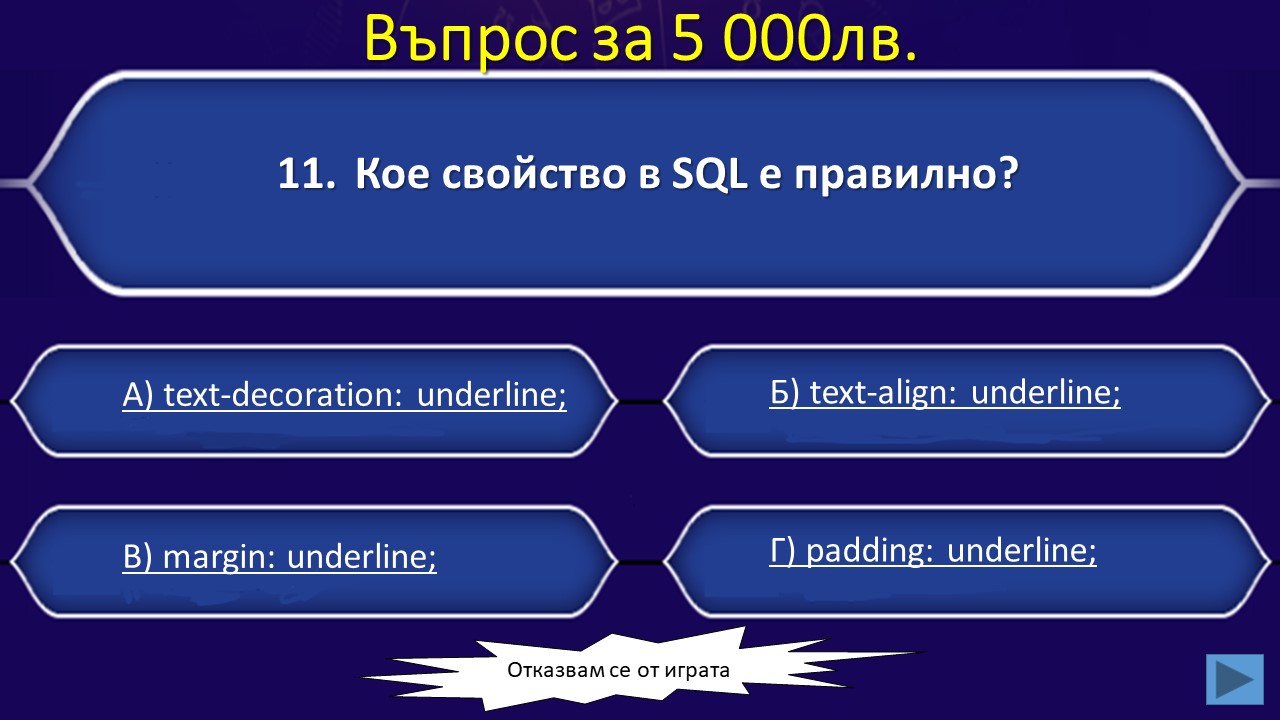 Въпрос за 5 000лв.
11. Кое свойство в SQL е правилно?
А) text-decoration: underline;
Б) text-align: underline;
В) margin: underline;
Г) padding: underline;
Отказвам се от играта